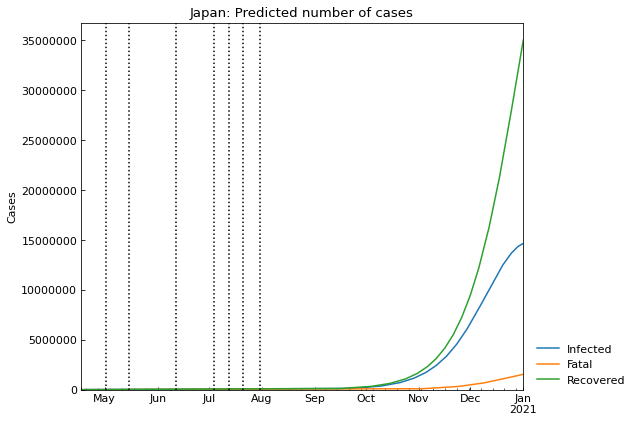 Japan: Predicted number of cases
Cases
35000000
30000000
25000000
20000000
15000000
10000000
5000000
0
May Jun Jul Aug Sep Oct Nov Dec Jan
2021
Infected
Fatal
Recovered